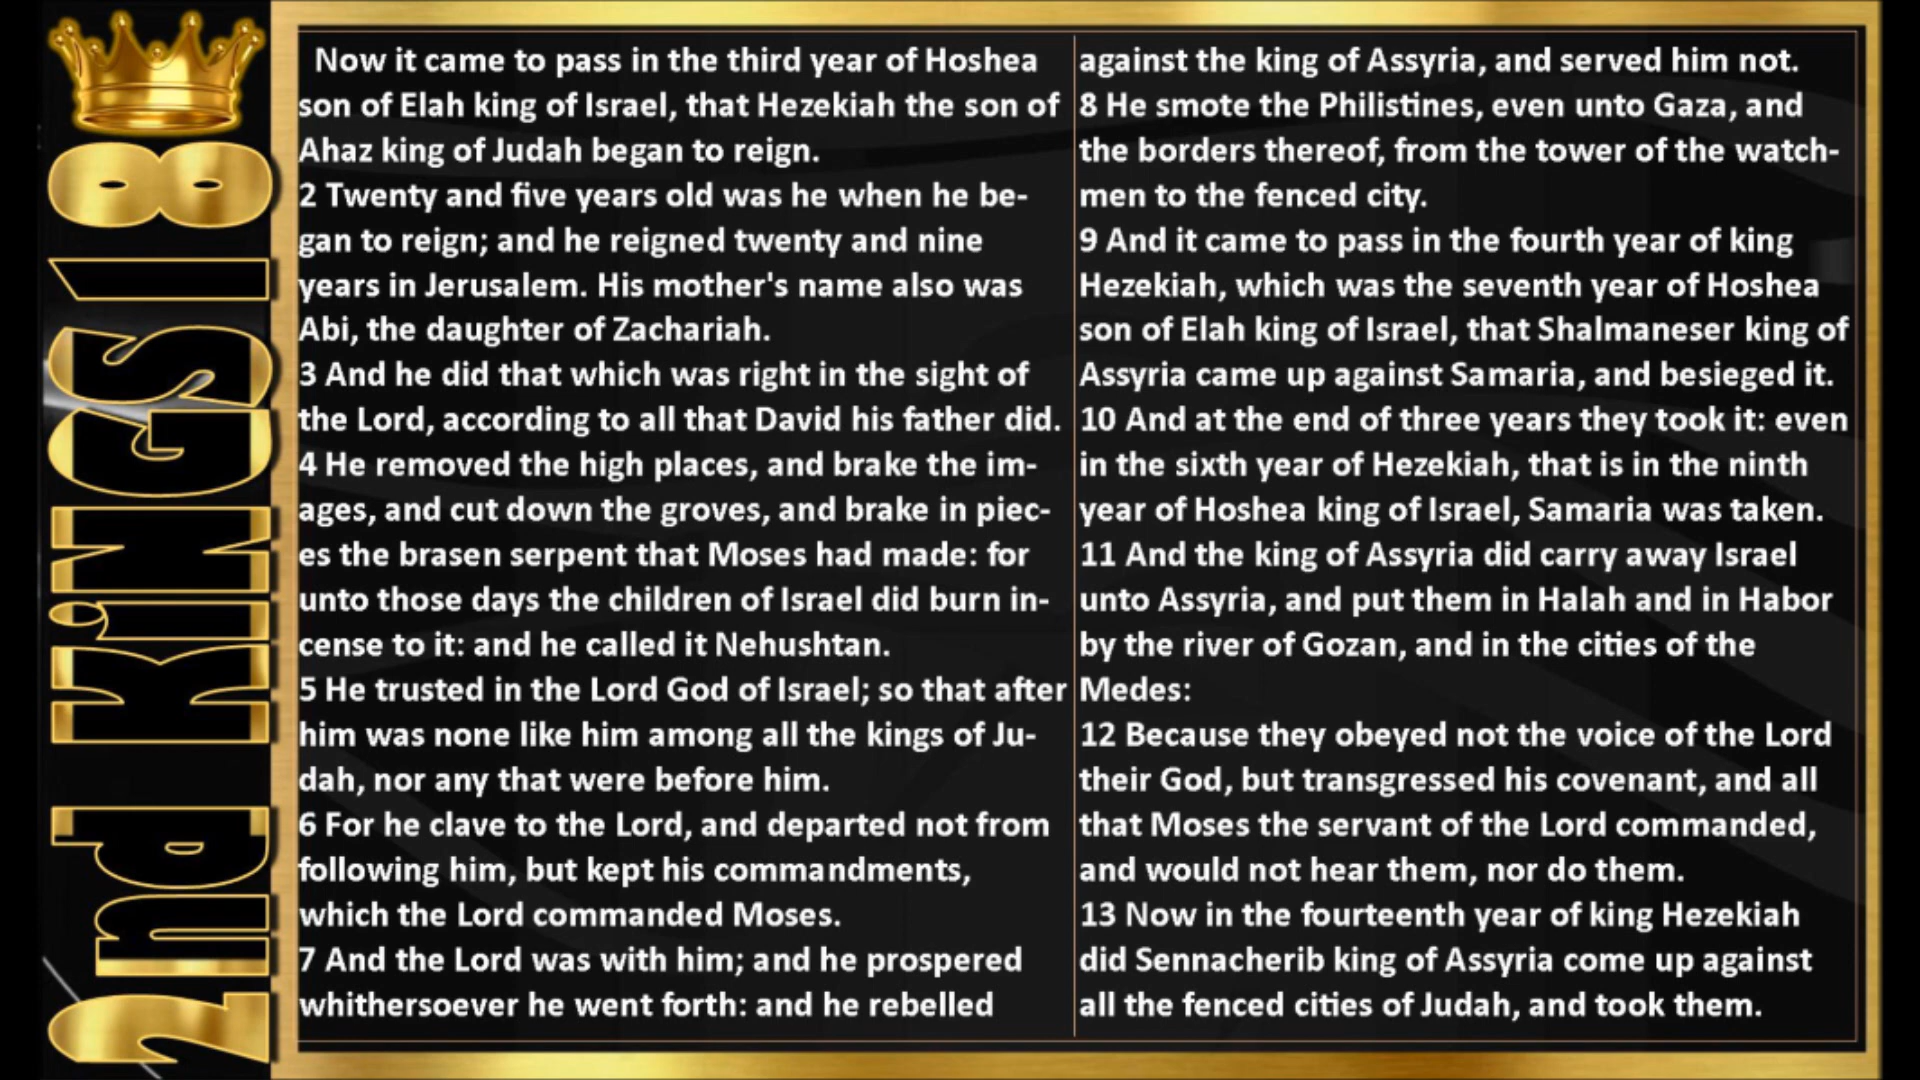 2nd KiNGS 18
Now it came to pass in the third year of Hoshea
son of Elah king of Israel, that Hezekiah the son of
Ahaz king of Judah began to reign.
2 Twenty and five years old was he when he be-
gan to reign; and he reigned twenty and nine
years in Jerusalem. His mother's name also was
Abi, the daughter of Zachariah.
3 And he did that which was right in the sight of
the Lord, according to all that David his father did.
4 He removed the high places, and brake the im-
ages, and cut down the groves, and brake in piec-
es the brasen serpent that Moses had made: for
unto those days the children of Israel did burn in-
cense to it: and he called it Nehushtan.
5 He trusted in the Lord God of Israel; so that after
him was none like him among all the kings of Ju-
dah, nor any that were before him.
6 For he clave to the Lord, and departed not from
following him, but kept his commandments,
which the Lord commanded Moses.
7 And the Lord was with him; and he prospered
whithersoever he went forth: and he rebelled
against the king of Assyria, and served him not.
8 He smote the Philistines, even unto Gaza, and
the borders thereof, from the tower of the watch-
men to the fenced city.
9 And it came to pass in the fourth year of king
Hezekiah, which was the seventh year of Hoshea
son of Elah king of Israel, that Shalmaneser king of
Assyria came up against Samaria, and besieged it.
10 And at the end of three years they took it: even
in the sixth year of Hezekiah, that is in the ninth
year of Hoshea king of Israel, Samaria was taken.
11 And the king of Assyria did carry away Israel
unto Assyria, and put them in Halah and in Habor
by the river of Gozan, and in the cities of the
Medes:
12 Because they obeyed not the voice of the Lord
their God, but transgressed his covenant, and all
that Moses the servant of the Lord commanded,
and would not hear them, nor do them.
13 Now in the fourteenth year of king Hezekiah
did Sennacherib king of Assyria come up against
all the fenced cities of Judah, and took them.